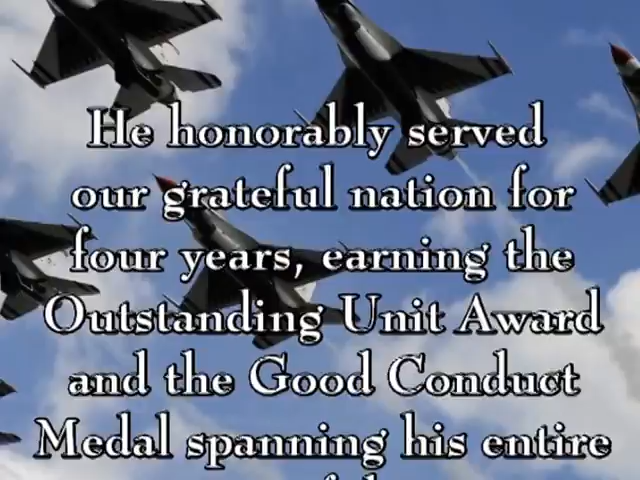 He honorably served
our grateful nation for
four years, earning the
Outstanding Unit Award
and the Good Conduct
Medal spanning his entire